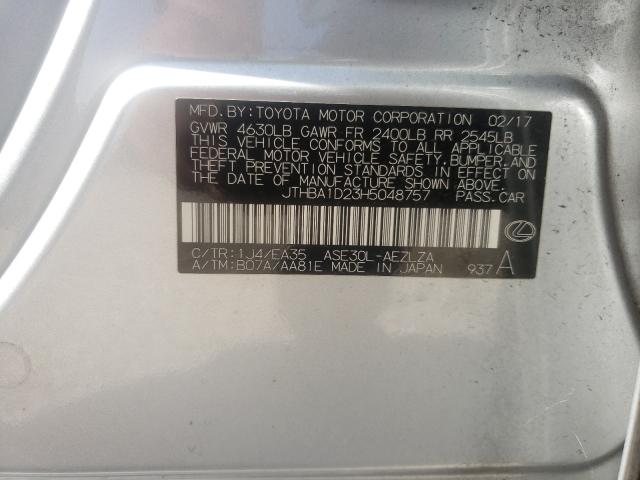 MFD. BY: TOYOTA MOTOR CORPORATION 02/17
GVWR 4630LB GAWR FR 2400LB RR 2545LB
THIS VEHICLE CONFORMS TO ALL APPLICABLE
FEDERAL MOTOR VEHICLE SAFETY, BUMPER, AND
THEFT PREVENTION STANDARDS IN EFFECT ON
THE DATE OF MANUFACTURE SHOWN ABOVE.
JTHBA1D23H5048757 PASS.CAR
C/TR:1J4/EA35 ASE30L-AEZLZA
A/TM:B07A/AA81E MADE IN JAPAN 937 A